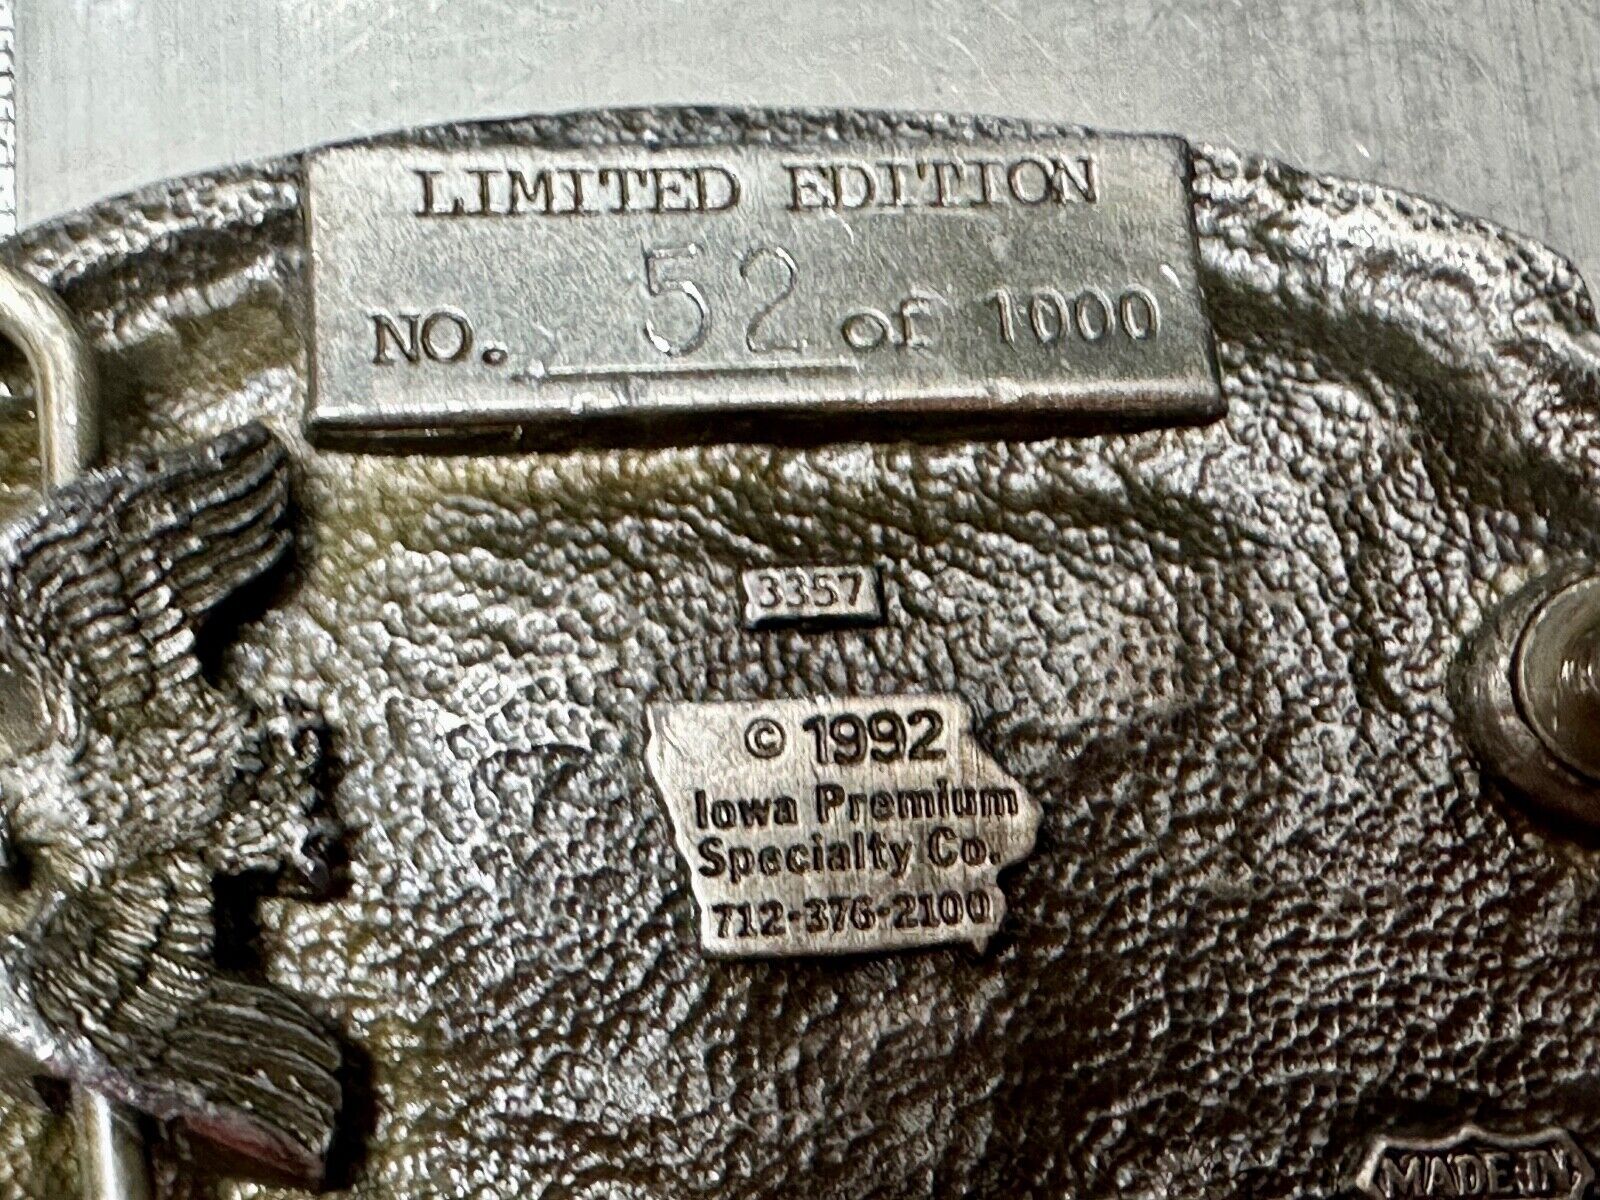 LIMITED EDITION
NO. 52 of 1000
3357
© 1992
Iowa Premium
Specialty Co.
712-376-2100
MADE IN